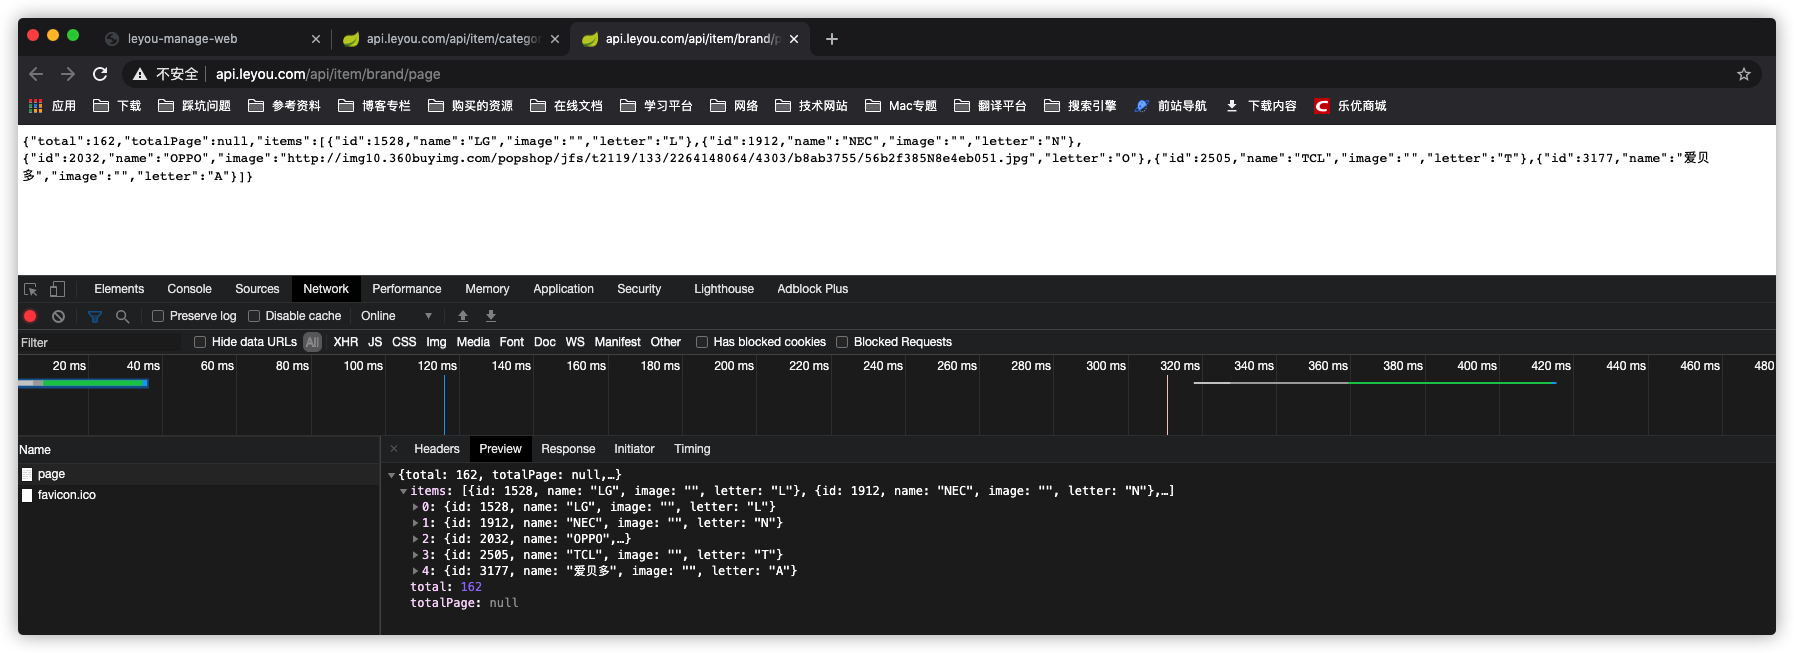 leyou-manage-web
api.leyou.com/api/item/categor
api.leyou.com/api/item/brand/p
不安全 api.leyou.com/api/item/brand/page
应用 下载 踩坑问题 参考资料 博客专栏 购买的资源 在线文档 学习平台 网络 技术网站 Mac专题 翻译平台 搜索引擎 前站导航 下载内容 乐优商城
{"total":162,"totalPage":null,"items":[{"id":1528,"name":"LG","image":"","letter":"L"},{"id":1912,"name":"NEC","image":"","letter":"N"},
{"id":2032,"name":"OPPO","image":"http://img10.360buyimg.com/popshop/jfs/t2119/133/2264148064/4303/b8ab3755/56b2f385N8e4eb051.jpg","letter":"O"},{"id":2505,"name":"TCL","image":"","letter":"T"},{"id":3177,"name":"爱贝
多","image":"","letter":"A"}]}
Elements Console Sources Network Performance Memory Application Security Lighthouse Adblock Plus
Preserve log Disable cache Online
Filter Hide data URLs All XHR JS CSS Img Media Font Doc WS Manifest Other Has blocked cookies Blocked Requests
20 ms 40 ms 60 ms 80 ms 100 ms 120 ms 140 ms 160 ms 180 ms 200 ms 220 ms 240 ms 260 ms 280 ms 300 ms 320 ms 340 ms 360 ms 380 ms 400 ms 420 ms 440 ms 460 ms 480
Name
page
favicon.ico
Headers Preview Response Initiator Timing
{total: 162, totalPage: null,…}
items: [{id: 1528, name: "LG", image: "", letter: "L"}, {id: 1912, name: "NEC", image: "", letter: "N"},…]
0: {id: 1528, name: "LG", image: "", letter: "L"}
1: {id: 1912, name: "NEC", image: "", letter: "N"}
2: {id: 2032, name: "OPPO",…}
3: {id: 2505, name: "TCL", image: "", letter: "T"}
4: {id: 3177, name: "爱贝多", image: "", letter: "A"}
total: 162
totalPage: null